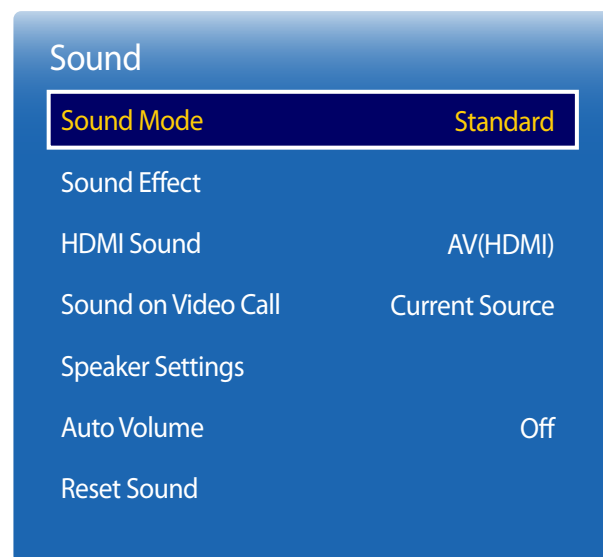 Sound
Sound Mode Standard
Sound Effect
HDMI Sound AV(HDMI)
Sound on Video Call Current Source
Speaker Settings
Auto Volume Off
Reset Sound